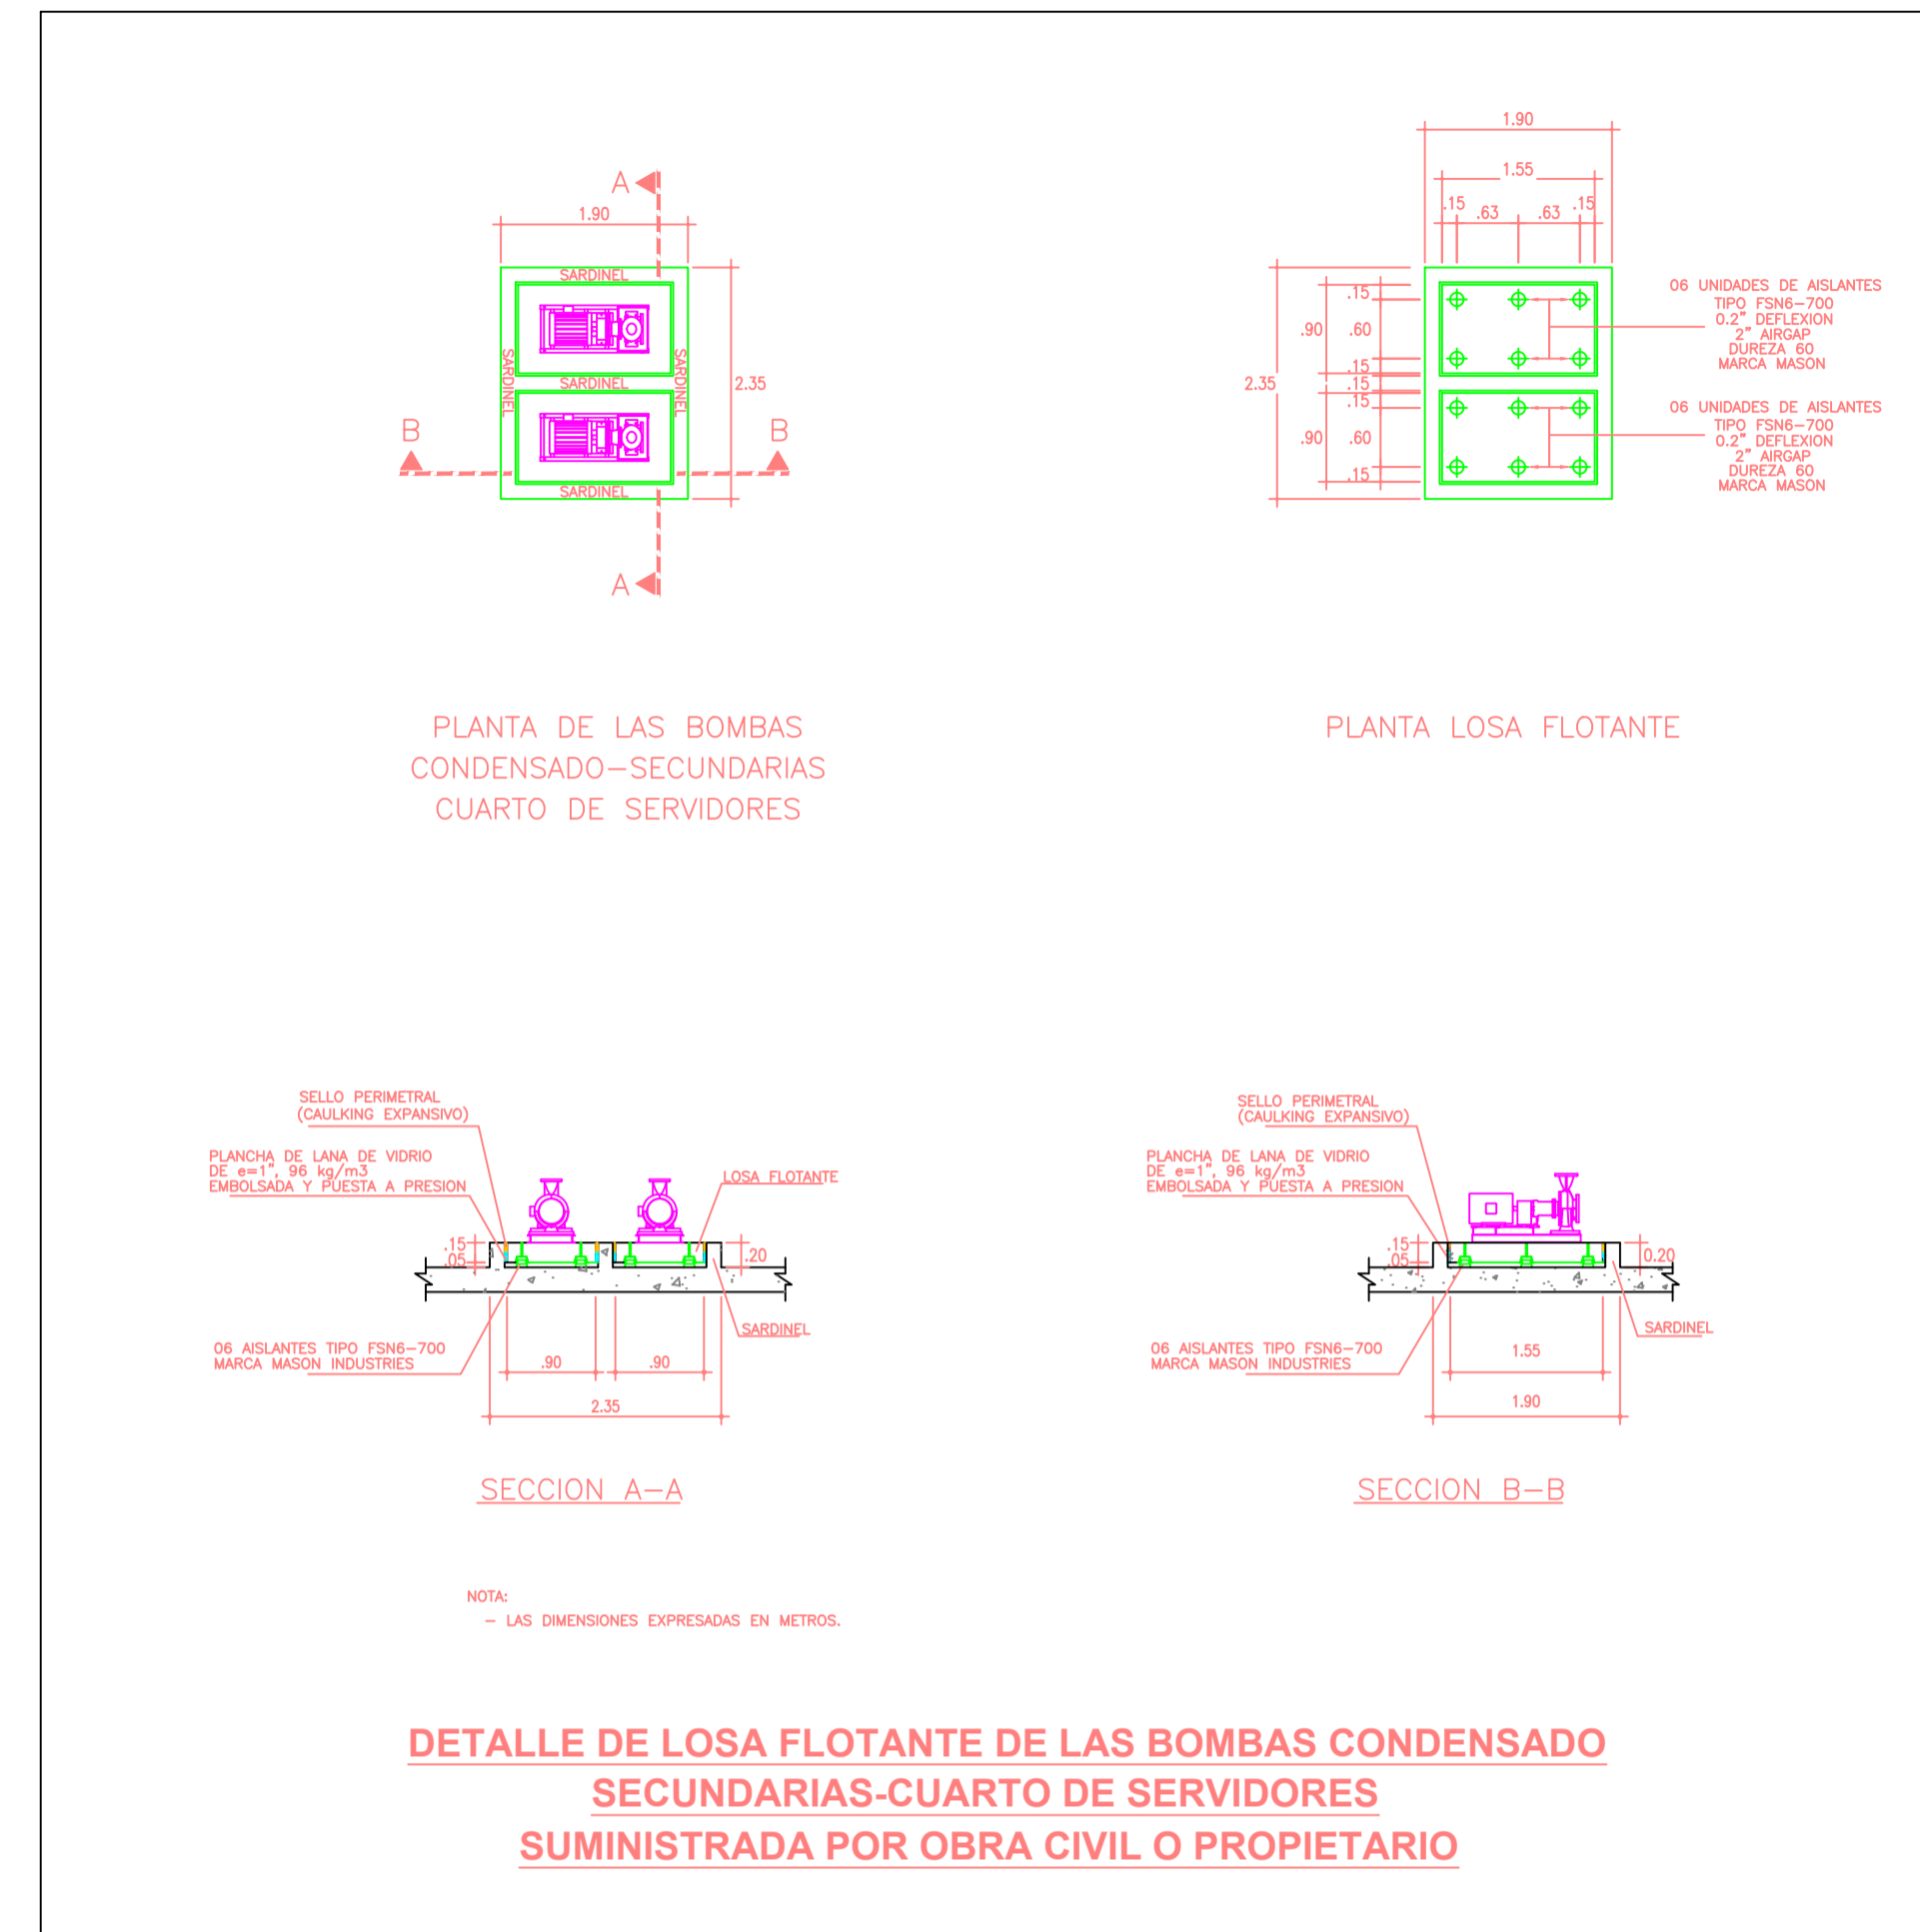 A
1.90
SARDINEL
SARDINEL
SARDINEL
SARDINEL
SARDINEL
2.35
B
B
A
PLANTA DE LAS BOMBAS
CONDENSADO-SECUNDARIAS
CUARTO DE SERVIDORES
1.90
1.55
.15
.63
.63
.15
.15
.90
.60
.15
.15
2.35
.15
.90
.60
.15
06 UNIDADES DE AISLANTES
TIPO FSN6-700
0.2" DEFLEXION
2" AIRGAP
DUREZA 60
MARCA MASON
06 UNIDADES DE AISLANTES
TIPO FSN6-700
0.2" DEFLEXION
2" AIRGAP
DUREZA 60
MARCA MASON
PLANTA LOSA FLOTANTE
SELLO PERIMETRAL
(CAULKING EXPANSIVO)
PLANCHA DE LANA DE VIDRIO
DE e=1", 96 kg/m3
EMBOLSADA Y PUESTA A PRESION
LOSA FLOTANTE
.15
.05
.20
SARDINEL
06 AISLANTES TIPO FSN6-700
MARCA MASON INDUSTRIES
.90
.90
2.35
SECCION A-A
SELLO PERIMETRAL
(CAULKING EXPANSIVO)
PLANCHA DE LANA DE VIDRIO
DE e=1", 96 kg/m3
EMBOLSADA Y PUESTA A PRESION
.15
.05
0.20
SARDINEL
06 AISLANTES TIPO FSN6-700
MARCA MASON INDUSTRIES
1.55
1.90
SECCION B-B
NOTA:
- LAS DIMENSIONES EXPRESADAS EN METROS.
DETALLE DE LOSA FLOTANTE DE LAS BOMBAS CONDENSADO
SECUNDARIAS-CUARTO DE SERVIDORES
SUMINISTRADA POR OBRA CIVIL O PROPIETARIO